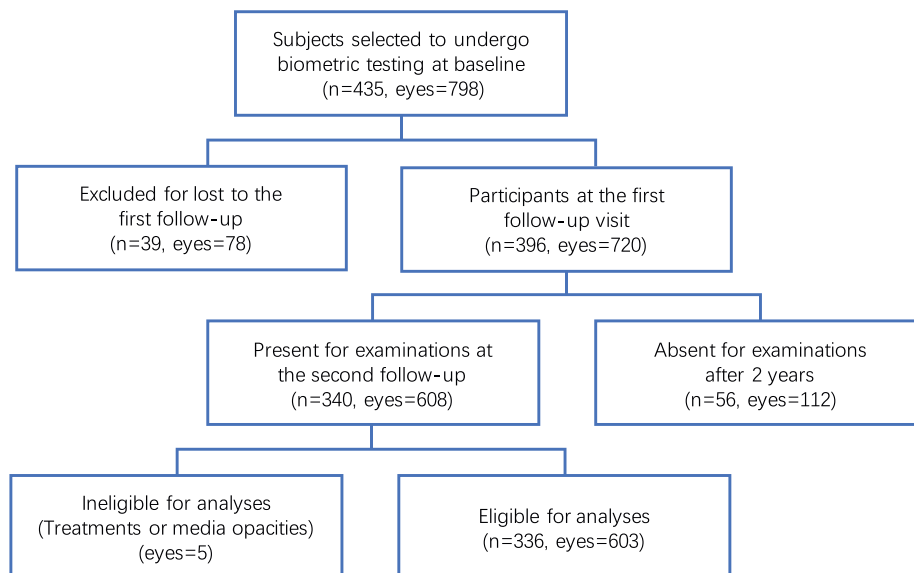 Subjects selected to undergo
biometric testing at baseline
(n=435, eyes=798)
Excluded for lost to the
first follow-up
(n=39, eyes=78)
Participants at the first
follow-up visit
(n=396, eyes=720)
Present for examinations at
the second follow-up
(n=340, eyes=608)
Absent for examinations
after 2 years
(n=56, eyes=112)
Ineligible for analyses
(Treatments or media opacities)
(eyes=5)
Eligible for analyses
(n=336, eyes=603)